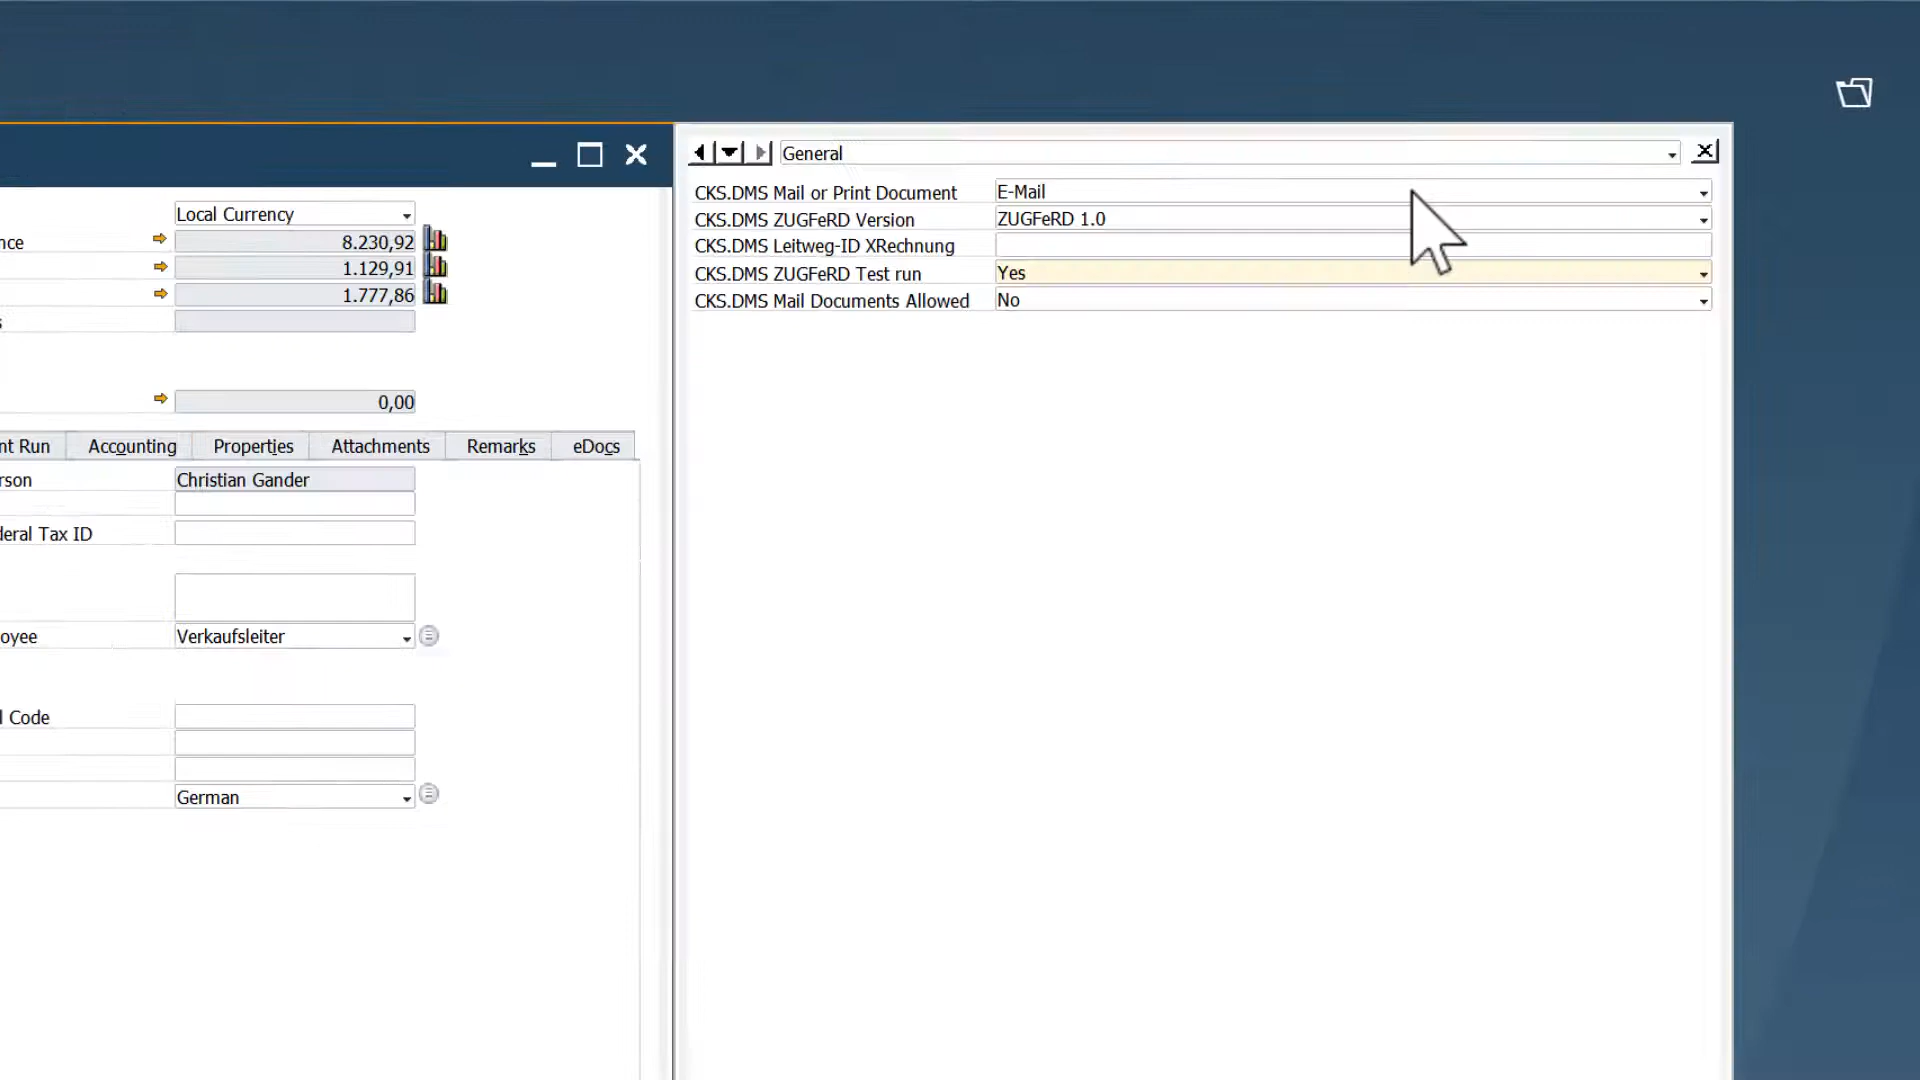 Local Currency
nce 8.230,92
1.129,91
1.777,86
s
0,00
nt Run Accounting Properties Attachments Remarks eDocs
rson Christian Gander
deral Tax ID
oyee Verkaufsleiter
l Code
German
General
CKS.DMS Mail or Print Document E-Mail
CKS.DMS ZUGFeRD Version ZUGFeRD 1.0
CKS.DMS Leitweg-ID XRechnung
CKS.DMS ZUGFeRD Test run Yes
CKS.DMS Mail Documents Allowed No